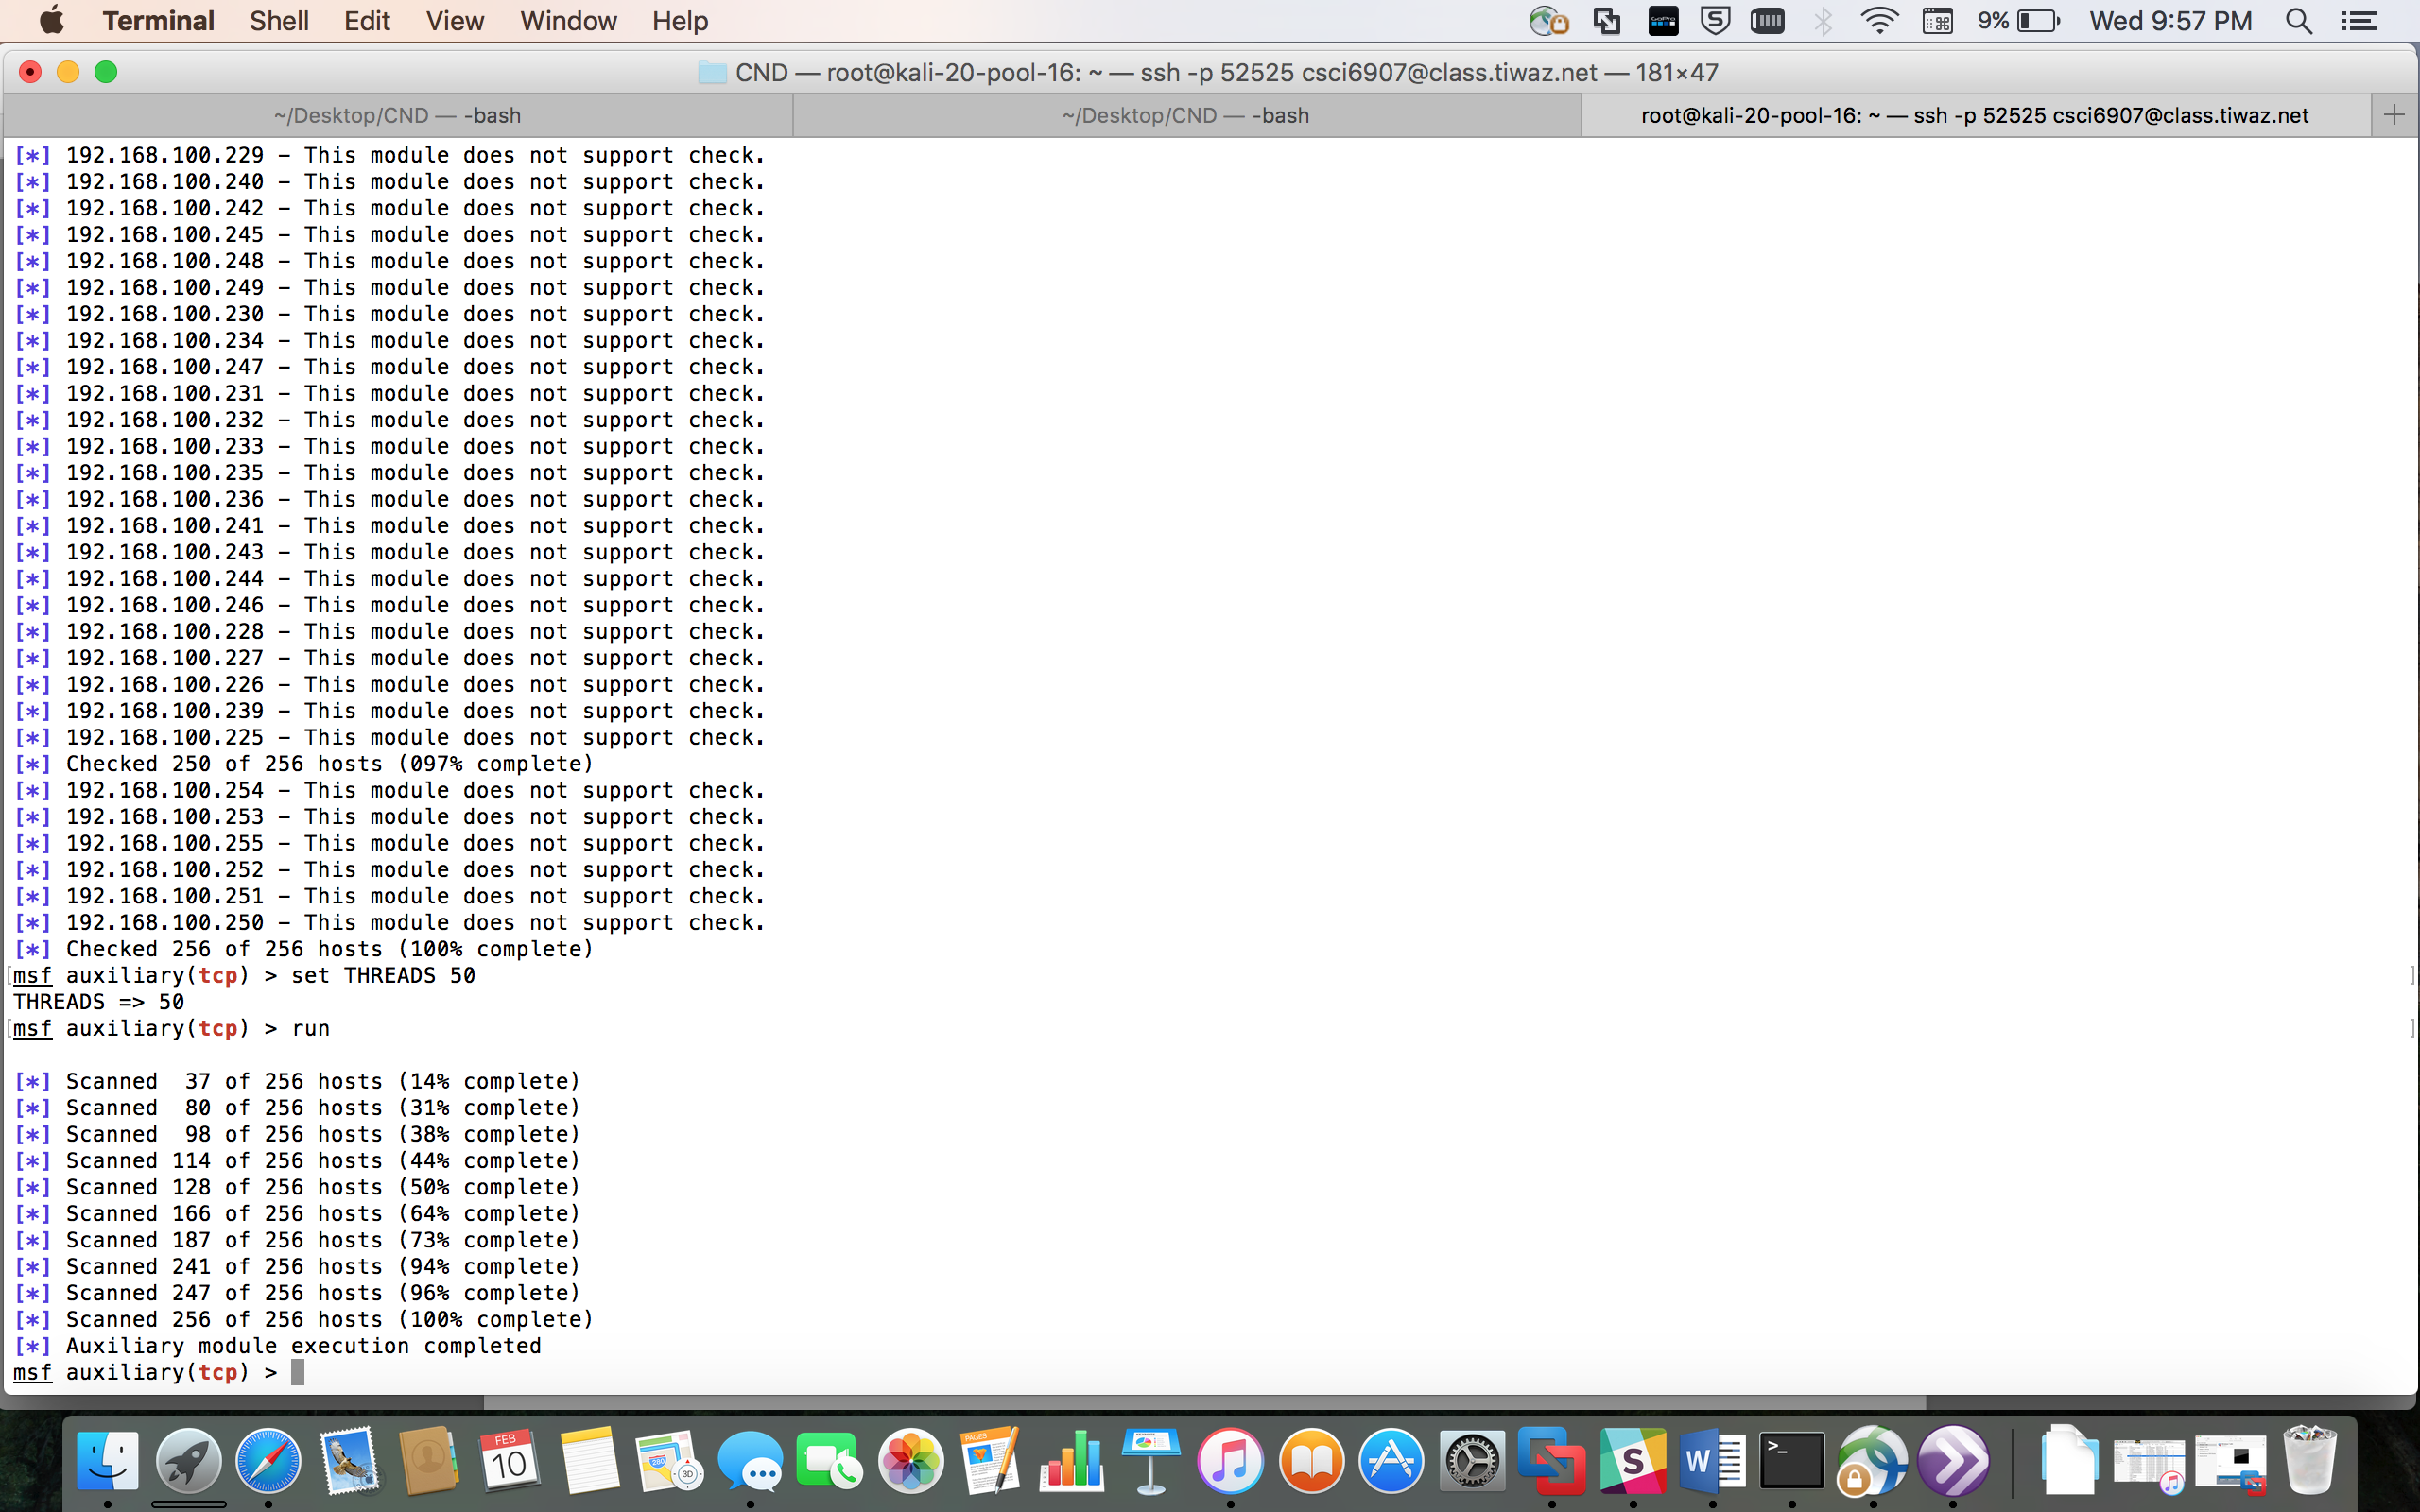 Terminal Shell Edit View Window Help 9% Wed 9:57 PM
CND — root@kali-20-pool-16: ~ — ssh -p 52525 csci6907@class.tiwaz.net — 181×47
~/Desktop/CND — -bash ~/Desktop/CND — -bash root@kali-20-pool-16: ~ — ssh -p 52525 csci6907@class.tiwaz.net
[*] 192.168.100.229 - This module does not support check.
[*] 192.168.100.240 - This module does not support check.
[*] 192.168.100.242 - This module does not support check.
[*] 192.168.100.245 - This module does not support check.
[*] 192.168.100.248 - This module does not support check.
[*] 192.168.100.249 - This module does not support check.
[*] 192.168.100.230 - This module does not support check.
[*] 192.168.100.234 - This module does not support check.
[*] 192.168.100.247 - This module does not support check.
[*] 192.168.100.231 - This module does not support check.
[*] 192.168.100.232 - This module does not support check.
[*] 192.168.100.233 - This module does not support check.
[*] 192.168.100.235 - This module does not support check.
[*] 192.168.100.236 - This module does not support check.
[*] 192.168.100.241 - This module does not support check.
[*] 192.168.100.243 - This module does not support check.
[*] 192.168.100.244 - This module does not support check.
[*] 192.168.100.246 - This module does not support check.
[*] 192.168.100.228 - This module does not support check.
[*] 192.168.100.227 - This module does not support check.
[*] 192.168.100.226 - This module does not support check.
[*] 192.168.100.239 - This module does not support check.
[*] 192.168.100.225 - This module does not support check.
[*] Checked 250 of 256 hosts (097% complete)
[*] 192.168.100.254 - This module does not support check.
[*] 192.168.100.253 - This module does not support check.
[*] 192.168.100.255 - This module does not support check.
[*] 192.168.100.252 - This module does not support check.
[*] 192.168.100.251 - This module does not support check.
[*] 192.168.100.250 - This module does not support check.
[*] Checked 256 of 256 hosts (100% complete)
[msf auxiliary(tcp) > set THREADS 50 ]
THREADS => 50
[msf auxiliary(tcp) > run ]
[*] Scanned  37 of 256 hosts (14% complete)
[*] Scanned  80 of 256 hosts (31% complete)
[*] Scanned  98 of 256 hosts (38% complete)
[*] Scanned 114 of 256 hosts (44% complete)
[*] Scanned 128 of 256 hosts (50% complete)
[*] Scanned 166 of 256 hosts (64% complete)
[*] Scanned 187 of 256 hosts (73% complete)
[*] Scanned 241 of 256 hosts (94% complete)
[*] Scanned 247 of 256 hosts (96% complete)
[*] Scanned 256 of 256 hosts (100% complete)
[*] Auxiliary module execution completed
msf auxiliary(tcp) >
FEB
10
280
3D
PAGES
S
W
>_